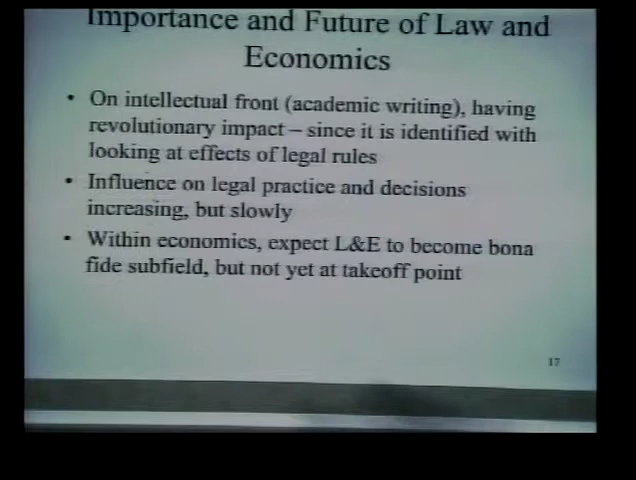 Importance and Future of Law and
Economics
• On intellectual front (academic writing), having
revolutionary impact – since it is identified with
looking at effects of legal rules
• Influence on legal practice and decisions
increasing, but slowly
• Within economics, expect L&E to become bona
fide subfield, but not yet at takeoff point
17